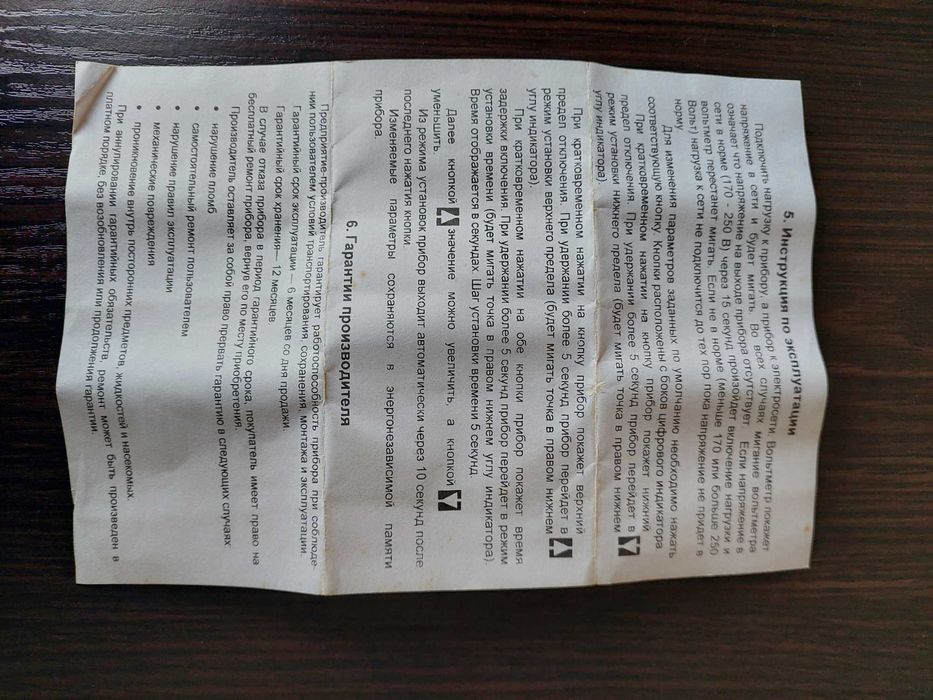 5. Инструкция по эксплуатации
Подключить нагрузку к прибору, а прибор к электросети. Вольтметр покажет
напряжение в сети и будет мигать. Во всех случаях мигание вольтметра
означает что напряжение на выходе прибора отсутствует. Если напряжение в
сети в норме (170 > 250 В) через 15 секунд произойдет включение нагрузки и
вольтметр перестанет мигать. Если не в норме (меньше 170 или больше 250
Вольт) нагрузка к сети не подключится до тех пор пока напряжение не придет в
норму.
Для изменения параметров заданных по умолчанию необходимо нажать
соответствующую кнопку. Кнопки расположены с боков цифрового индикатора.
При кратковременном нажатии на кнопку прибор покажет нижний
предел отключения. При удержании более 5 секунд прибор перейдет в
режим установки нижнего предела (будет мигать точка в правом нижнем
углу индикатора)
При кратковременном нажатии на кнопку прибор покажет верхний
предел отключения. При удержании более 5 секунд прибор перейдет в
режим установки верхнего предела (будет мигать точка в правом нижнем
углу индикатора).
При кратковременном нажатии на обе кнопки прибор покажет время
задержки включения. При удержании более 5 секунд прибор перейдет в режим
установки времени (будет мигать точка в правом нижнем углу индикатора).
Время отображается в секундах. Шаг установки времени 5 секунд.
Далее кнопкой значение можно увеличить, а кнопкой
уменьшить.
Из режима установок прибор выходит автоматически через 10 секунд после
последнего нажатия кнопки.
Изменяемые параметры сохраняются в энергонезависимой памяти
прибора.
6. Гарантии производителя
Предприятие-производитель гарантирует работоспособность прибора при соблюде-
нии пользователем условий транспортирования, сохранения, монтажа и эксплуатации
Гарантийный срок эксплуатации – 6 месяцев со дня продажи.
Гарантийный срок хранения— 12 месяцев
В случае отказа прибора в период гарантийного срока, покупатель имеет право на
бесплатный ремонт прибора, вернув его по месту приобретения.
Производитель оставляет за собой право прервать гарантию в следующих случаях:
• нарушение пломб
• самостоятельный ремонт пользователем
• нарушение правил эксплуатации
• механические повреждения
• проникновение внутрь посторонних предметов, жидкостей и насекомых
При аннулировании гарантийных обязательств, ремонт может быть произведен в
платном порядке, без возобновления или продолжения гарантии.